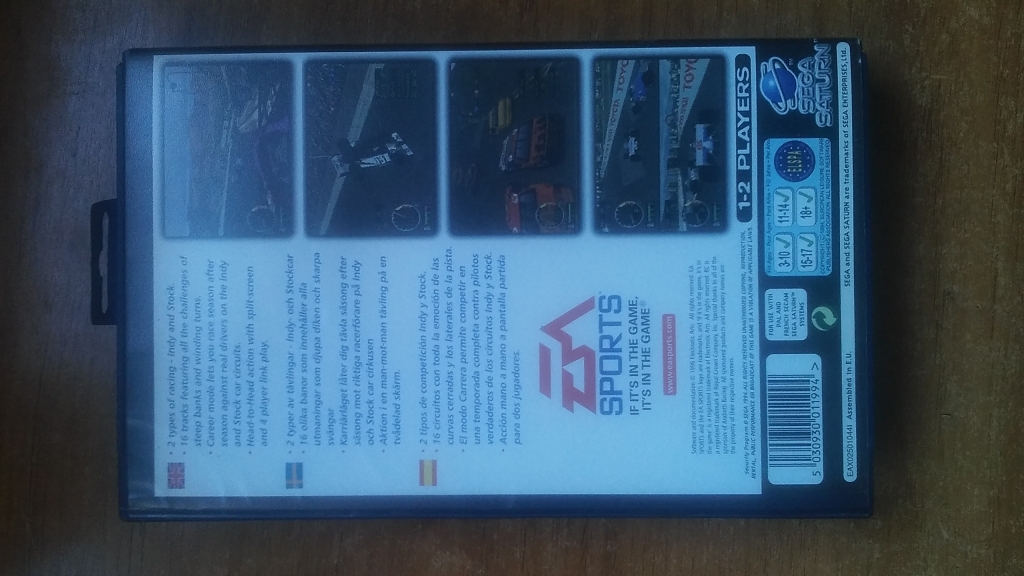 • 2 types of racing - Indy and Stock.
• 16 tracks featuring all the challenges of
steep banks and winding turns.
• Career mode lets you race season after
season against real drivers on the Indy
and Stock car circuits.
• Head-to-Head action with split screen
and 4 player link play.
• 2 typer av tävlingar - Indy- och Stockcar
• 16 olika banor som innehåller alla
utmaningar som djupa diken och skarpa
svängar
• Karriärläget låter dig tävla säsong efter
säsong mot riktiga racerförare på Indy
och Stock car cirkusen
• Aktion i en man-mot-man tävling på en
tvådelad skärm.
• 2 tipos de competición Indy y Stock.
• 16 circuitos con toda la emoción de las
curvas cerradas y los laterales de la pista.
• El modo Carrera permite competir en
una temporada completa contra pilotos
verdaderos de los circuitos Indy y Stock.
• Acción mano a mano a pantalla partida
para dos jugadores.
EA
SPORTS
IF IT'S IN THE GAME,
IT'S IN THE GAME®
www.easports.com
1-2 PLAYERS
TOYO
TOYO
SEGA
SATURN™
ELSPA
3-10 ✓ 11-14 ✓
15-17 ✓ 18+ ✓
FOR USE WITH
PAL AND
FRENCH SECAM
SEGA SATURN™
SYSTEMS
5 030930 011994 >
EAX02501044I Assembled In E.U.
SEGA and SEGA SATURN are trademarks of SEGA ENTERPRISES, Ltd.